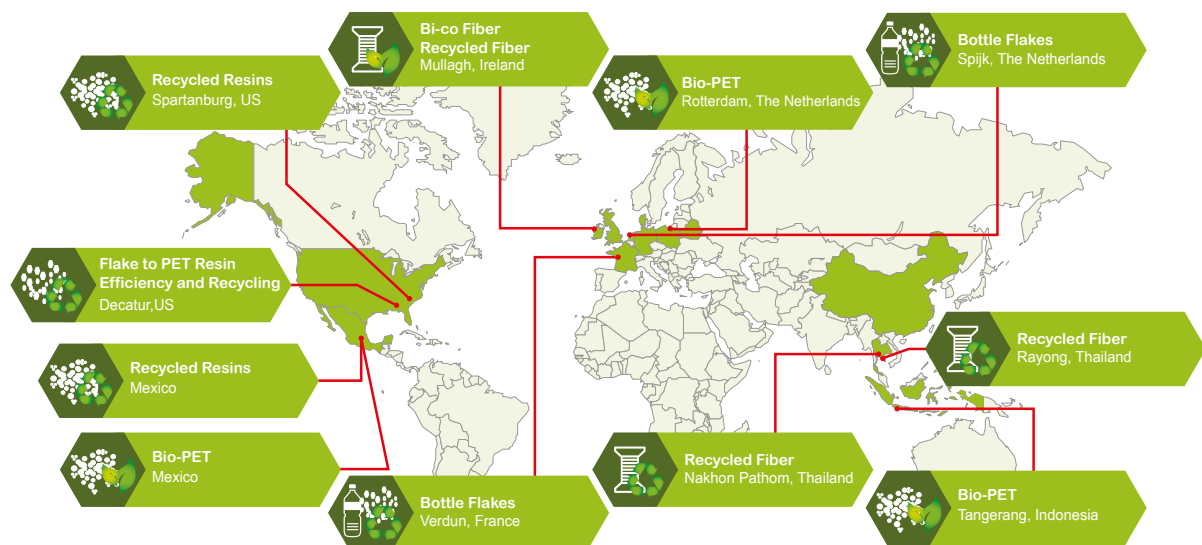 Bi-co Fiber
Recycled Fiber
Mullagh, Ireland
Bottle Flakes
Spijk, The Netherlands
Recycled Resins
Spartanburg, US
Bio-PET
Rotterdam, The Netherlands
Flake to PET Resin
Efficiency and Recycling
Decatur,US
Recycled Fiber
Rayong, Thailand
Recycled Resins
Mexico
Bio-PET
Mexico
Recycled Fiber
Nakhon Pathom, Thailand
Bottle Flakes
Verdun, France
Bio-PET
Tangerang, Indonesia